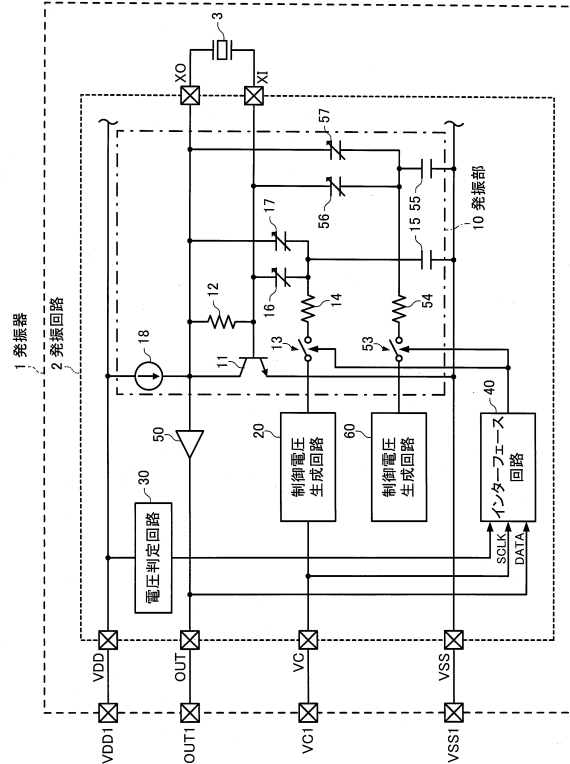 1 発振器
2 発振回路
VDD1
VDD
18
OUT1
OUT
50
30
電圧判定回路
11
12
XO
XI
3
VC1
VC
20
制御電圧
生成回路
13
14
16
17
60
制御電圧
生成回路
53
54
56
57
15
55
10 発振部
SCLK
DATA
40
インターフェース
回路
VSS1
VSS